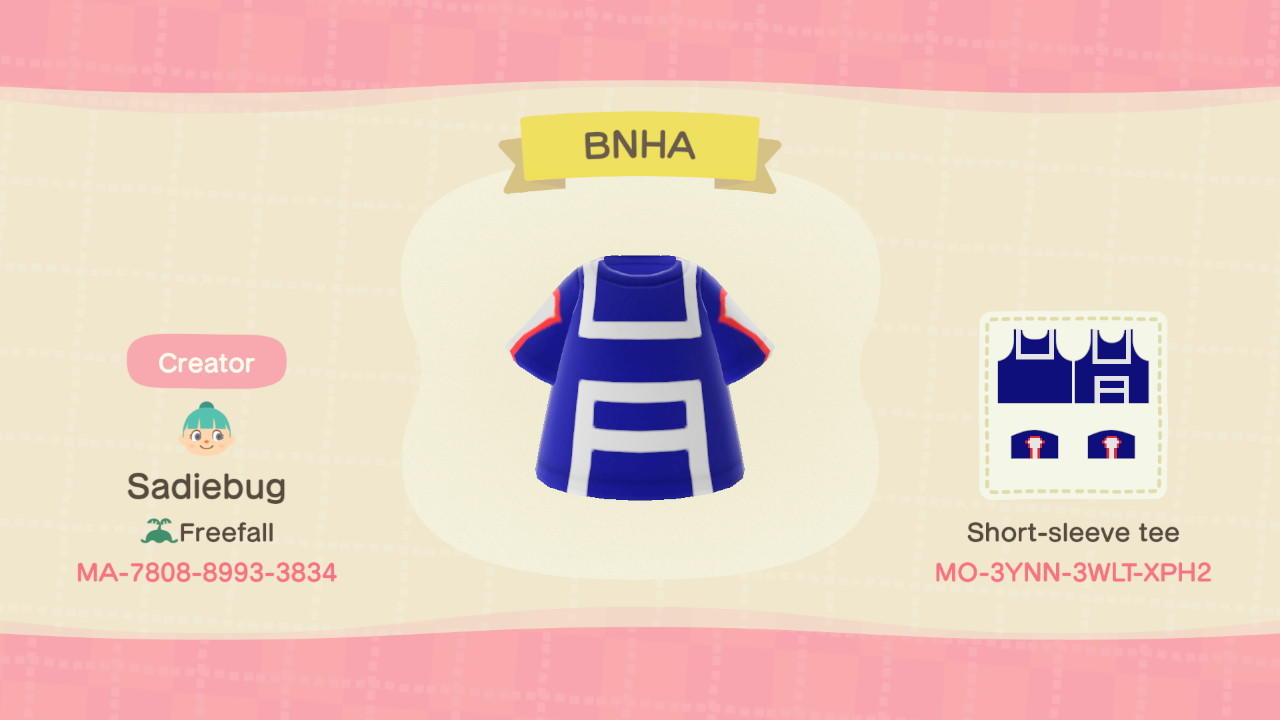 BNHA
Creator
Sadiebug
Freefall
MA-7808-8993-3834
Short-sleeve tee
MO-3YNN-3WLT-XPH2